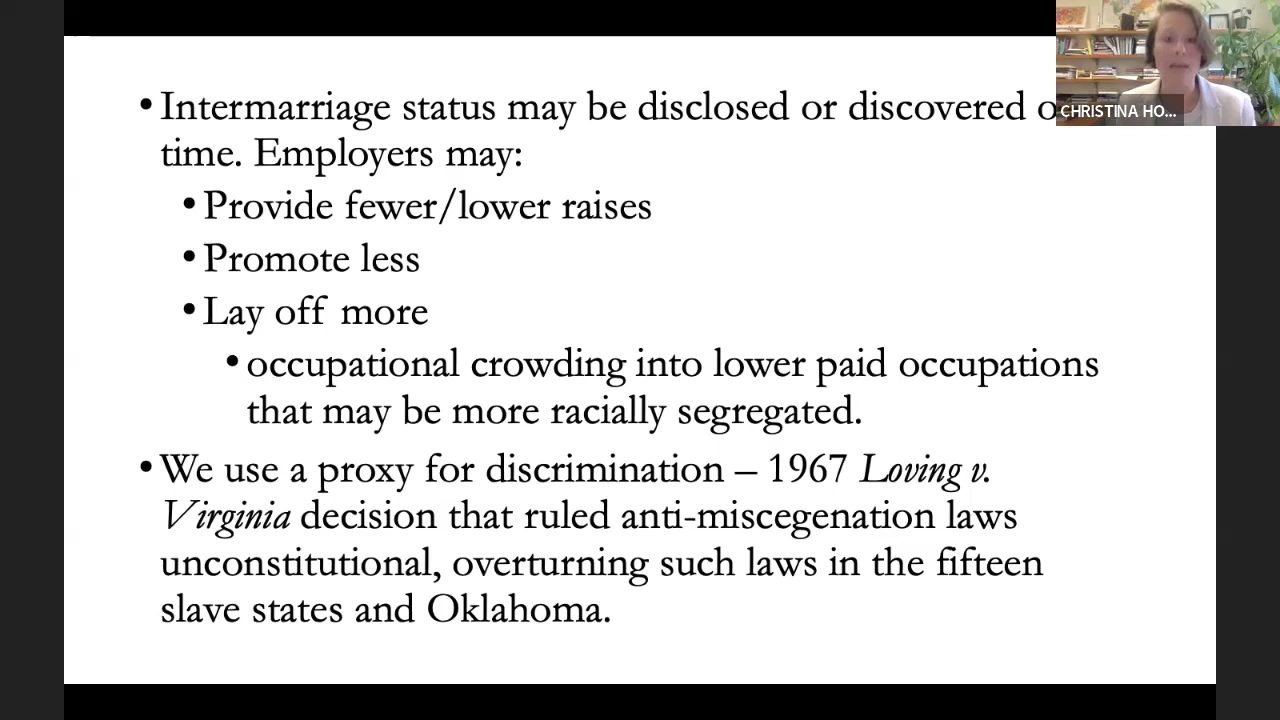 • Intermarriage status may be disclosed or discovered o
time. Employers may:
• Provide fewer/lower raises
• Promote less
• Lay off more
• occupational crowding into lower paid occupations
that may be more racially segregated.
• We use a proxy for discrimination – 1967 Loving v.
Virginia decision that ruled anti-miscegenation laws
unconstitutional, overturning such laws in the fifteen
slave states and Oklahoma.
CHRISTINA HO...